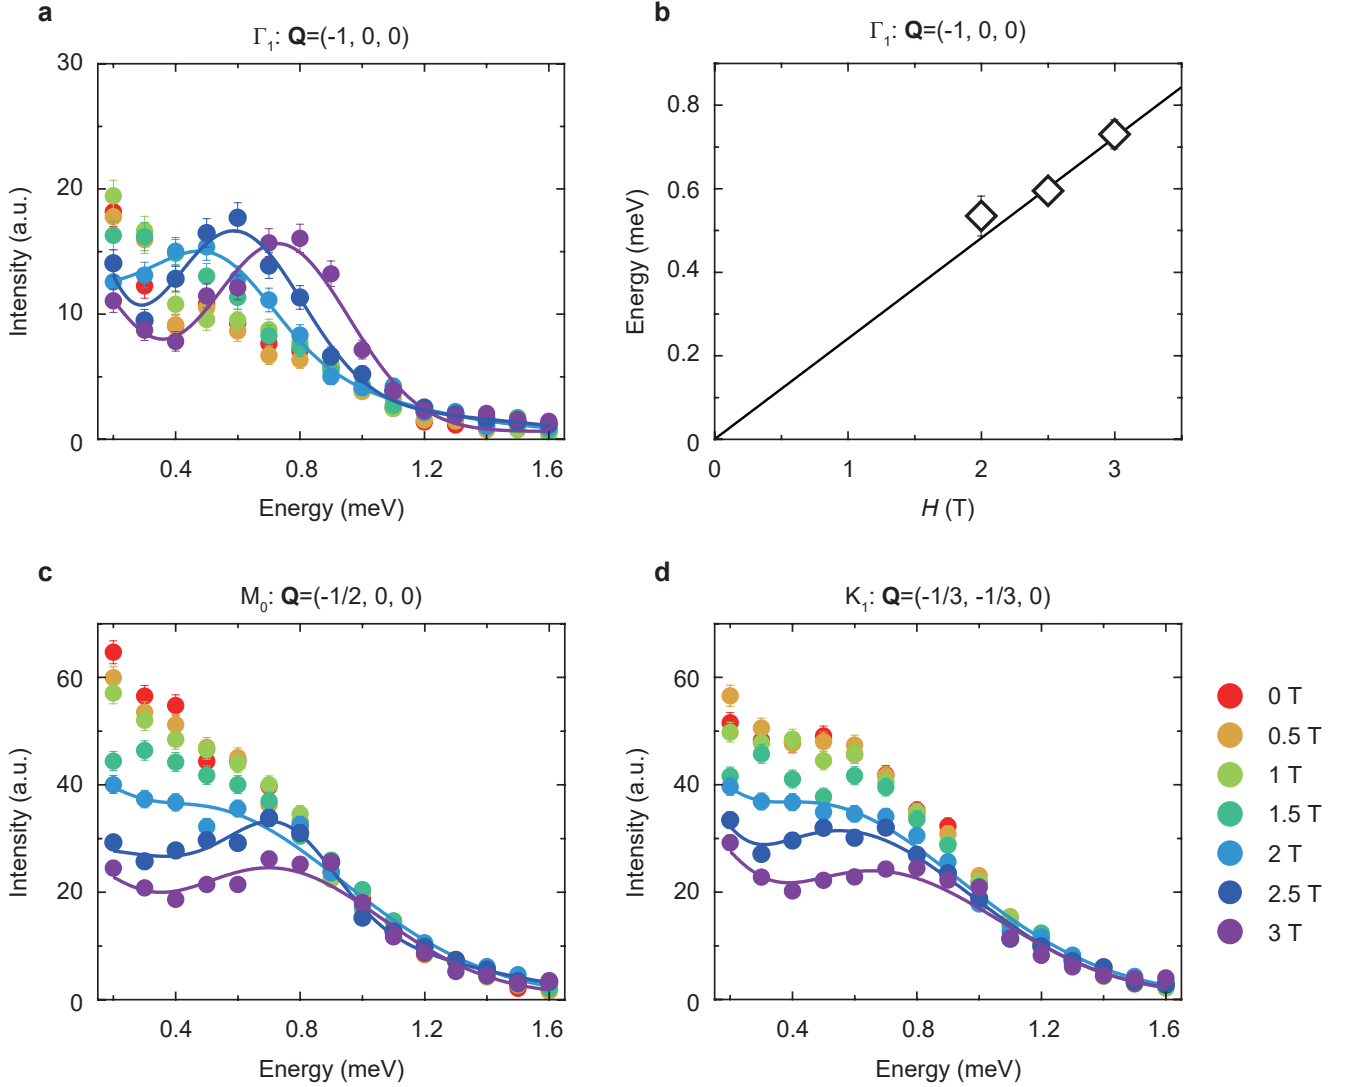 a
Γ1: Q=(-1, 0, 0)
30
20
10
0
Intensity (a.u.)
0.4
0.8
1.2
1.6
Energy (meV)
b
Γ1: Q=(-1, 0, 0)
0.8
0.6
0.4
0.2
0
Energy (meV)
0
1
2
3
H (T)
c
M0: Q=(-1/2, 0, 0)
60
40
20
0
Intensity (a.u.)
0.4
0.8
1.2
1.6
Energy (meV)
d
K1: Q=(-1/3, -1/3, 0)
60
40
20
0
Intensity (a.u.)
0.4
0.8
1.2
1.6
Energy (meV)
0 T
0.5 T
1 T
1.5 T
2 T
2.5 T
3 T